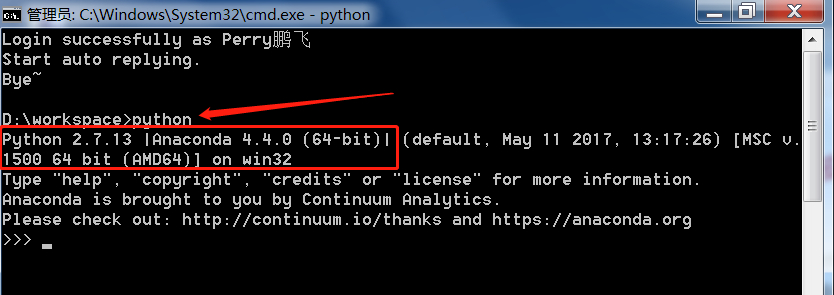 管理员: C:\Windows\System32\cmd.exe - python
Login successfully as Perry鹏飞
Start auto replying.
Bye~
D:\workspace>python
Python 2.7.13 |Anaconda 4.4.0 (64-bit)| (default, May 11 2017, 13:17:26) [MSC v.
1500 64 bit (AMD64)] on win32
Type "help", "copyright", "credits" or "license" for more information.
Anaconda is brought to you by Continuum Analytics.
Please check out: http://continuum.io/thanks and https://anaconda.org
>>>